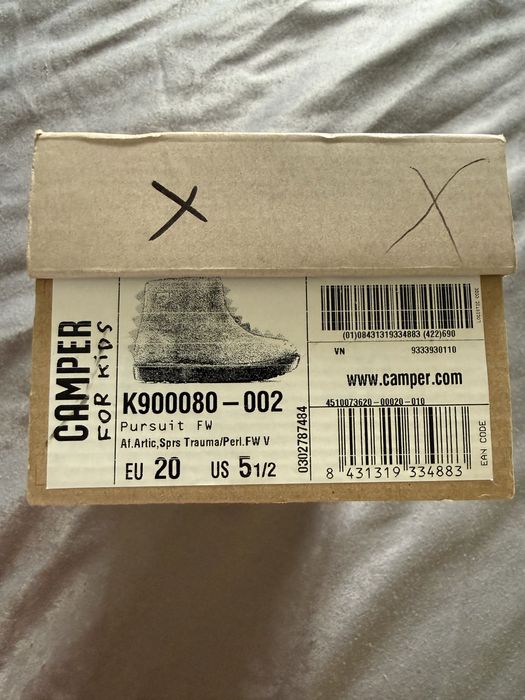 X X
CAMPER
FOR KiDS
K900080-002
Pursuit FW
Af.Artic,Sprs Trauma/Perl.FW V
EU 20 US 5 1/2
0302787484
(01)08431319334883 (422)690
VN 9333930110
www.camper.com
4510073620-00020-010
8 431319 334883
EAN CODE